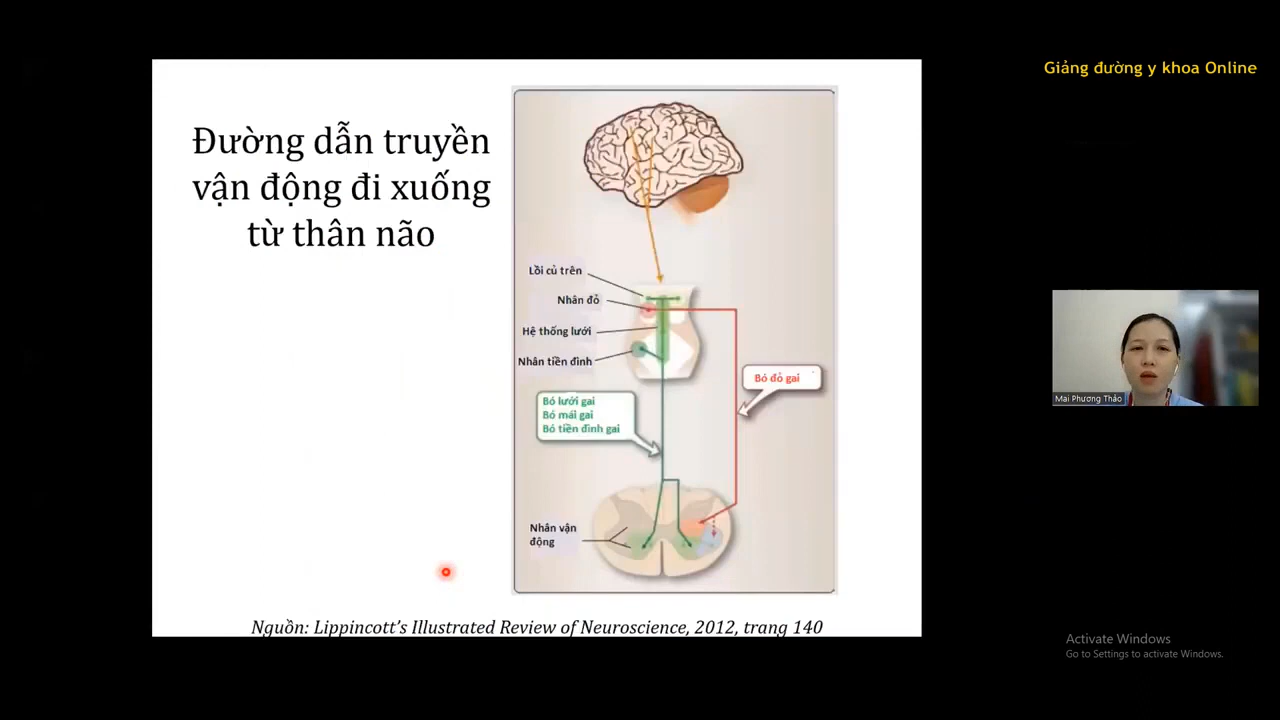 Giảng đường y khoa Online
Đường dẫn truyền
vận động đi xuống
từ thân não
Lồi củ trên
Nhân đỏ
Hệ thống lưới
Nhân tiền đình
Bó đỏ gai
Bó lưới gai
Bó mái gai
Bó tiền đình gai
Nhân vận
động
Nguồn: Lippincott’s Illustrated Review of Neuroscience, 2012, trang 140
Mai Phương Thảo
Activate Windows
Go to Settings to activate Windows.